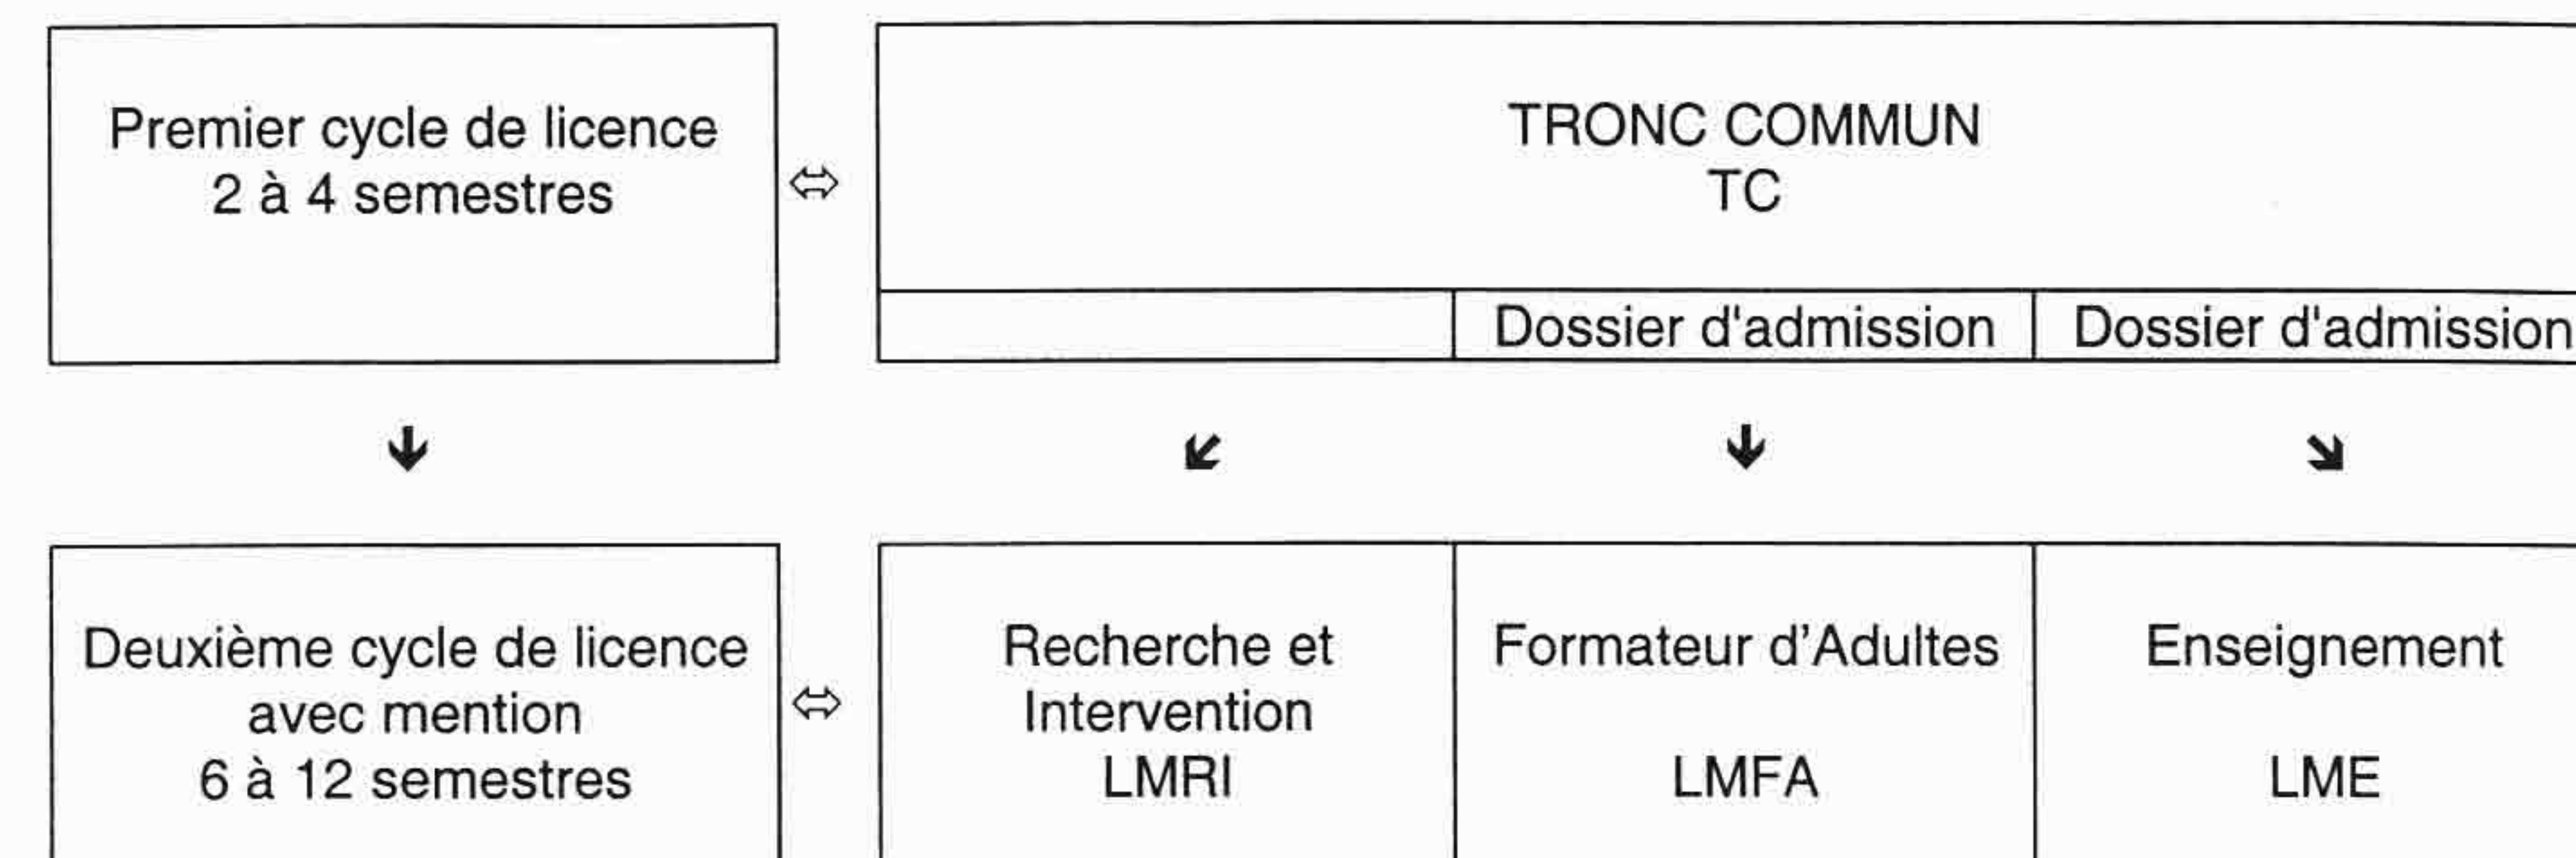 Premier cycle de licence
2 à 4 semestres
TRONC COMMUN
TC
Dossier d'admission
Dossier d'admission
Deuxième cycle de licence
avec mention
6 à 12 semestres
Recherche et
Intervention
LMRI
Formateur d’Adultes
LMFA
Enseignement
LME